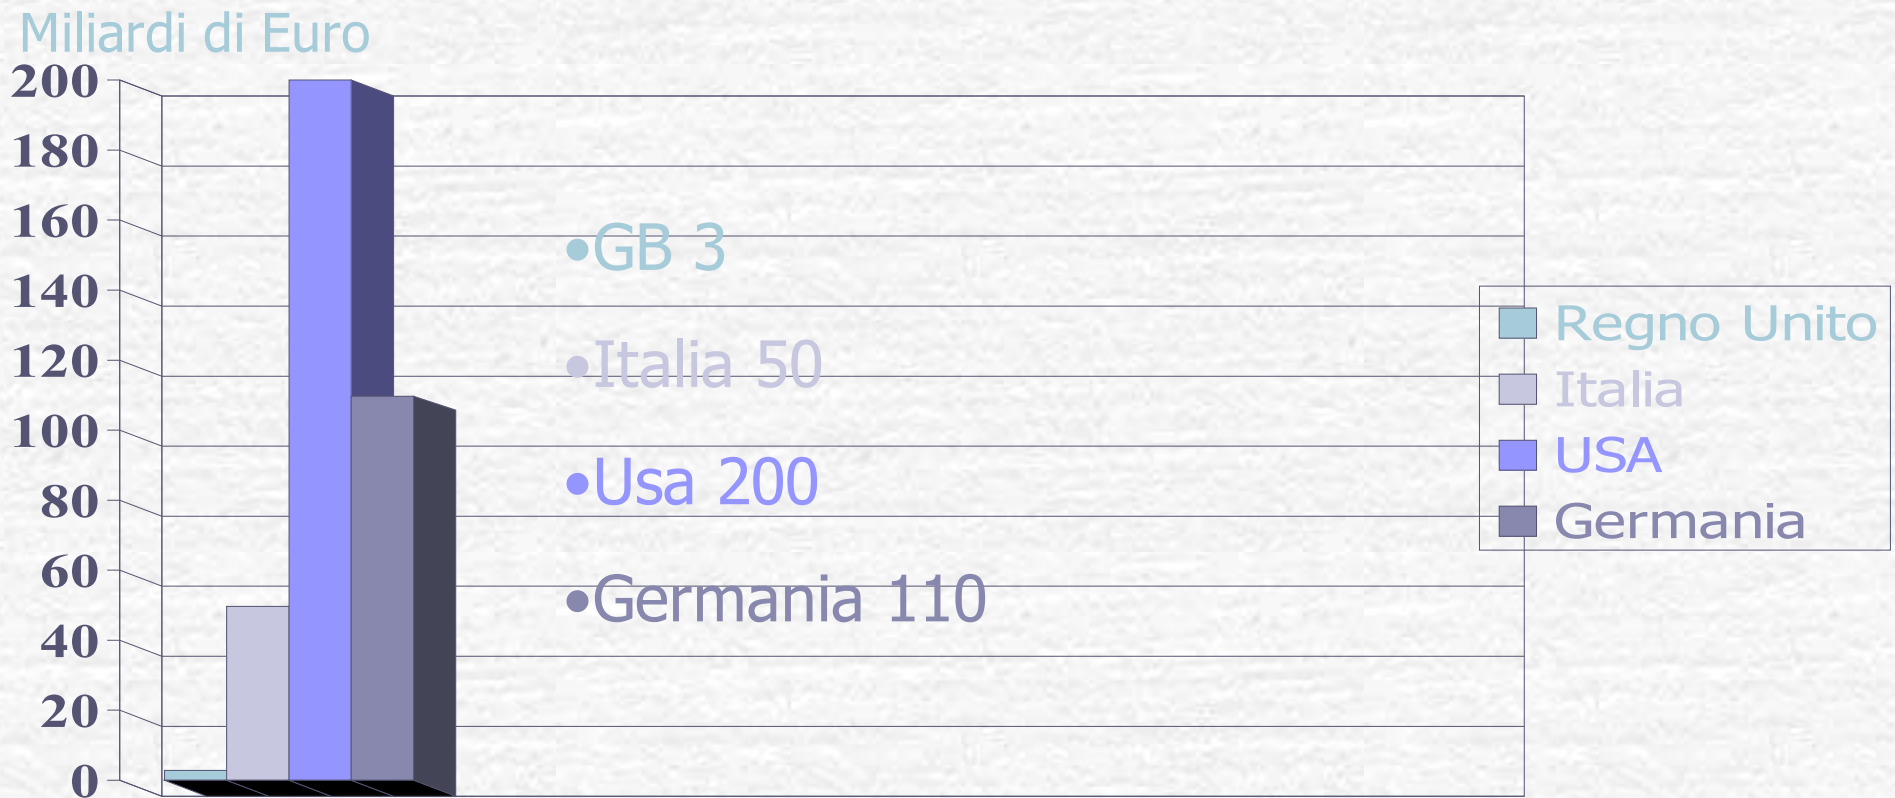 Miliardi di Euro
200
180
160
140
120
100
80
60
40
20
0
•GB 3
•Italia 50
•Usa 200
•Germania 110
Regno Unito
Italia
USA
Germania